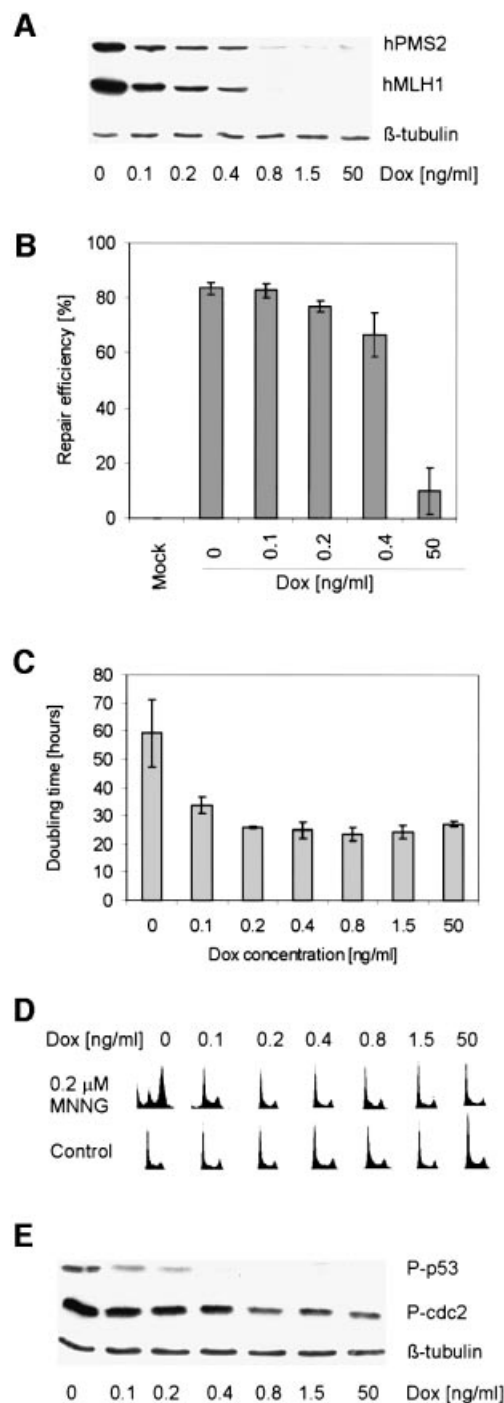 A
hPMS2
hMLH1
ß-tubulin
0 0.1 0.2 0.4 0.8 1.5 50 Dox [ng/ml]
B
Repair efficiency [%]
100
80
60
40
20
0
Mock 0 0.1 0.2 0.4 50
Dox [ng/ml]
C
Doubling time [hours]
80
70
60
50
40
30
20
10
0
0 0.1 0.2 0.4 0.8 1.5 50
Dox concentration [ng/ml]
D
Dox [ng/ml] 0 0.1 0.2 0.4 0.8 1.5 50
0.2 µM
MNNG
Control
E
P-p53
P-cdc2
ß-tubulin
0 0.1 0.2 0.4 0.8 1.5 50 Dox [ng/ml]